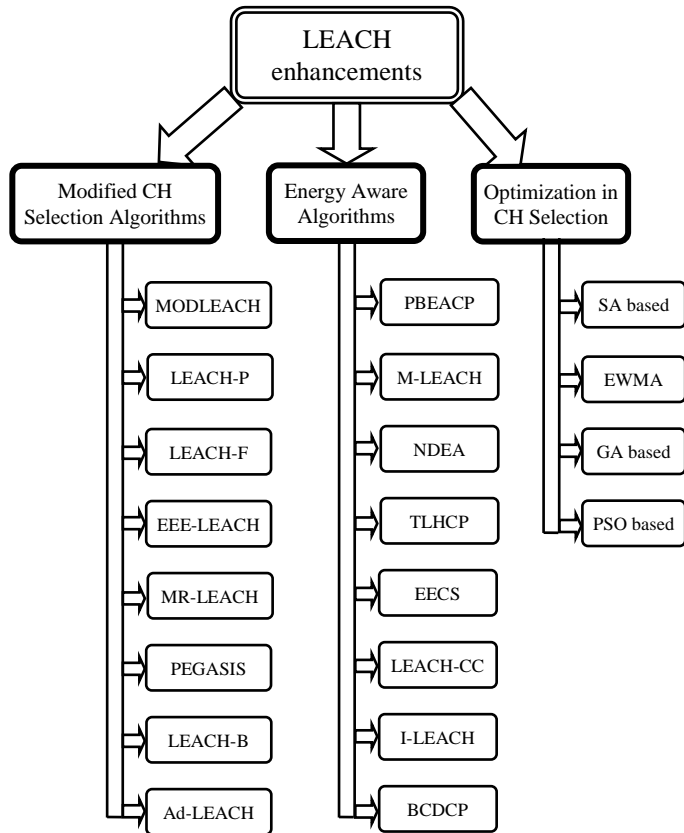 LEACH
enhancements
Modified CH
Selection Algorithms
MODLEACH
LEACH-P
LEACH-F
EEE-LEACH
MR-LEACH
PEGASIS
LEACH-B
Ad-LEACH
Energy Aware
Algorithms
PBEACP
M-LEACH
NDEA
TLHCP
EECS
LEACH-CC
I-LEACH
BCDCP
Optimization in
CH Selection
SA based
EWMA
GA based
PSO based